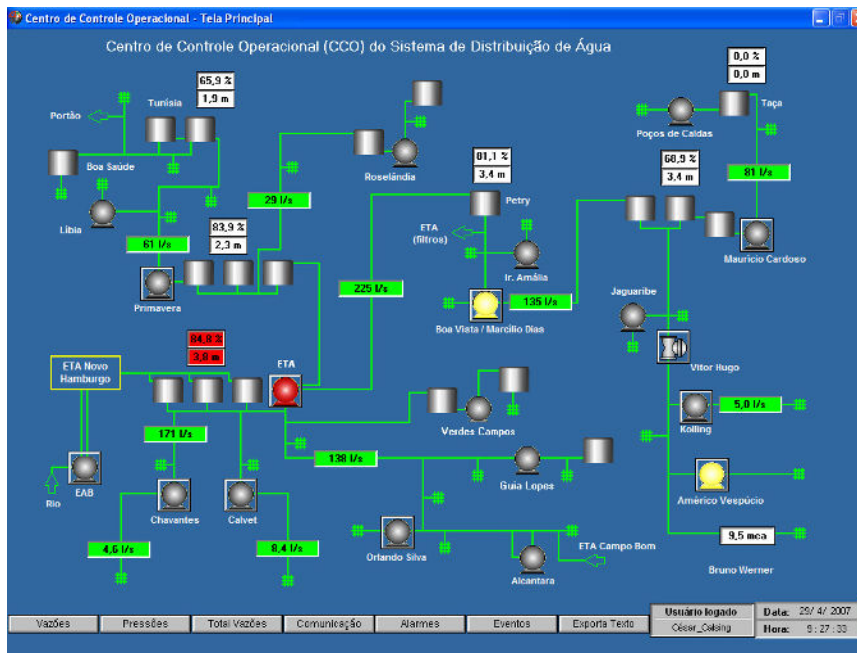 Centro de Controle Operacional - Tela Principal
Centro de Controle Operacional (CCO) do Sistema de Distribuição de Água
65,9 %
1,9 m
Tunísia
Portão
Boa Saúde
Líbia
61 l/s
Primavera
83,9 %
2,3 m
29 l/s
Roselândia
81,1 %
3,4 m
Petry
ETA
(filtros)
Ir. Amália
225 l/s
135 l/s
Boa Vista / Marcílio Dias
0,0 %
0,0 m
Taça
Poços de Caldas
68,9 %
3,4 m
81 l/s
Maurício Cardoso
Jaguaribe
Vitor Hugo
Kolling
5,0 l/s
Américo Vespúcio
9,5 mca
Bruno Werner
84,8 %
3,8 m
ETA
ETA Novo
Hamburgo
171 l/s
EAB
Rio
Chavantes
Calvet
4,6 l/s
8,4 l/s
138 l/s
Verdes Campos
Guia Lopes
Orlando Silva
Alcantara
ETA Campo Bom
Vazões
Pressões
Total Vazões
Comunicação
Alarmes
Eventos
Exporta Texto
Usuário logado
César_Calsing
Data: 29/ 4/ 2007
Hora: 9 : 27 : 33